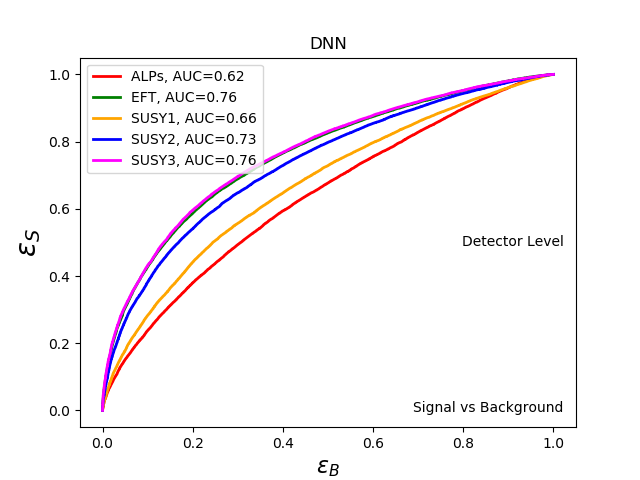 DNN
ALPs, AUC=0.62
EFT, AUC=0.76
SUSY1, AUC=0.66
SUSY2, AUC=0.73
SUSY3, AUC=0.76
1.0
0.8
0.6
0.4
0.2
0.0
ε_S
Detector Level
Signal vs Background
0.0 0.2 0.4 0.6 0.8 1.0
ε_B